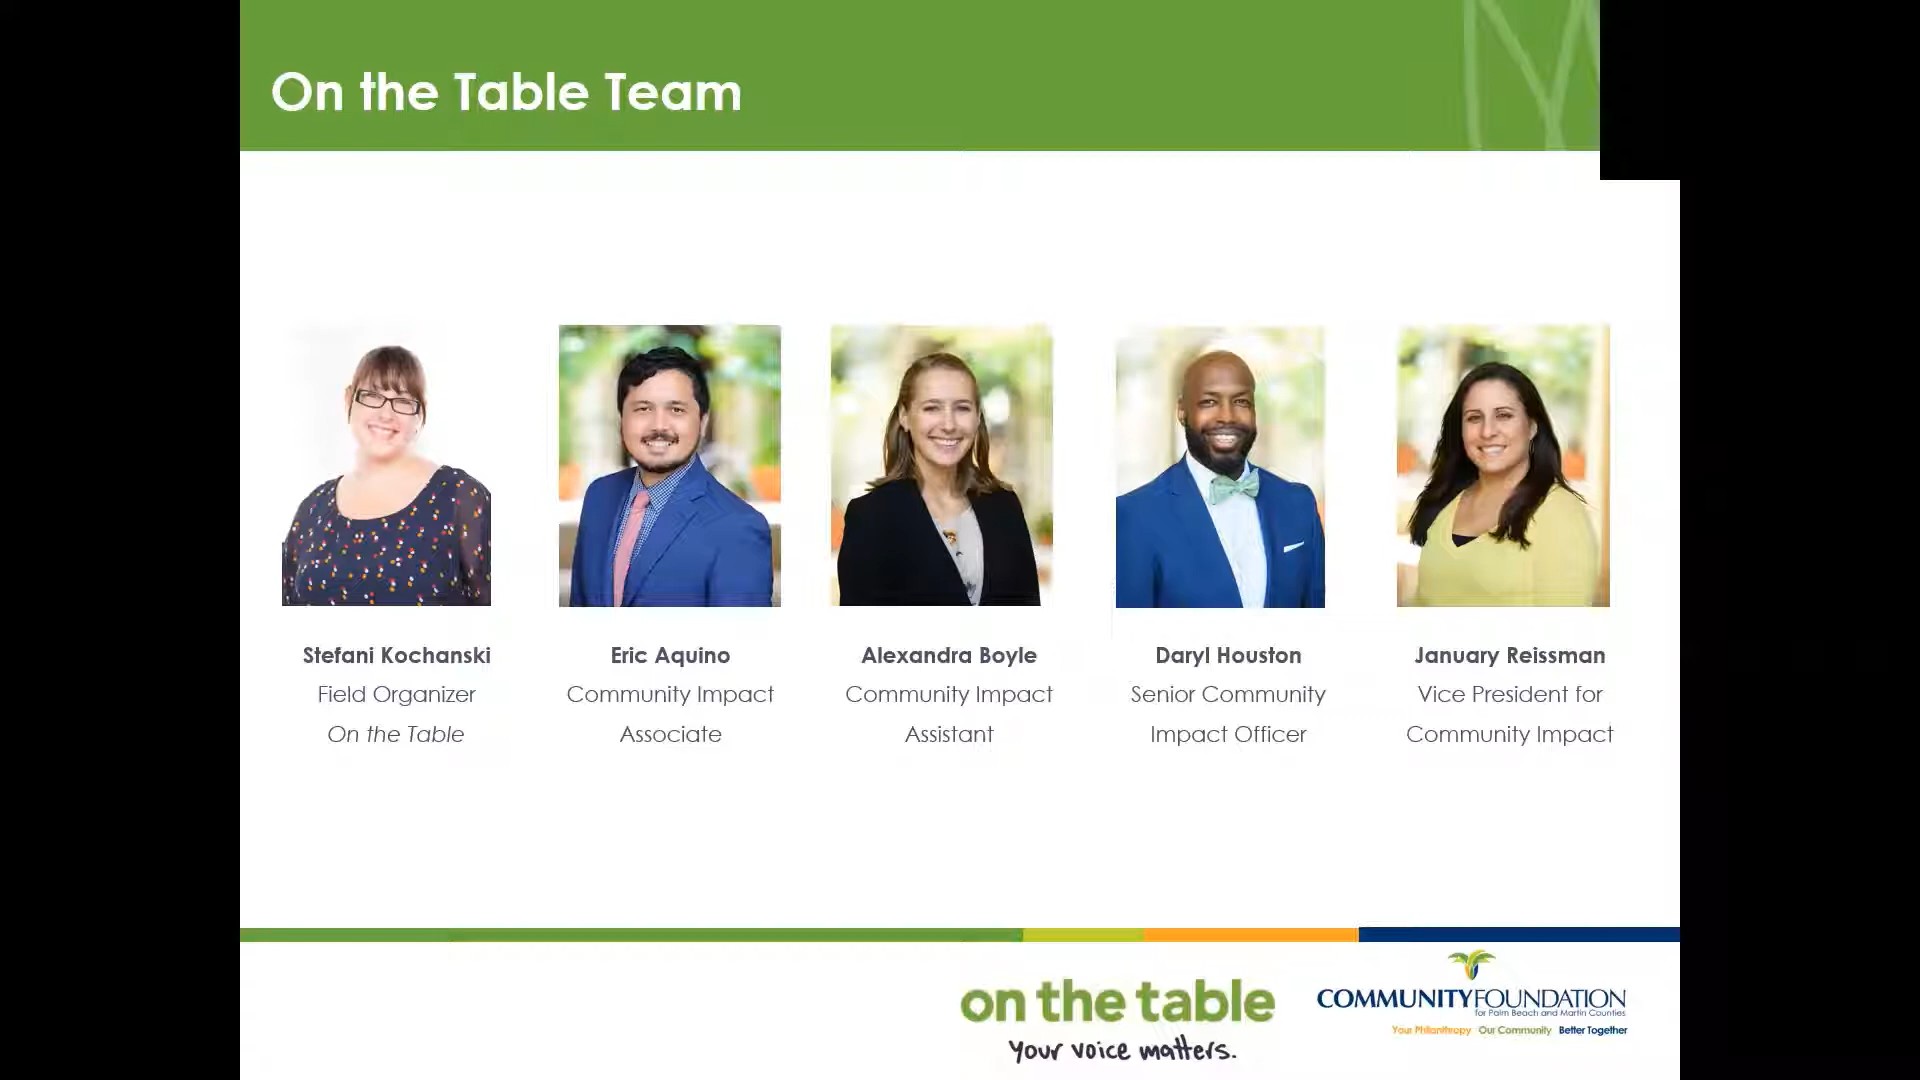 On the Table Team
Stefani Kochanski
Field Organizer
On the Table
Eric Aquino
Community Impact
Associate
Alexandra Boyle
Community Impact
Assistant
Daryl Houston
Senior Community
Impact Officer
January Reissman
Vice President for
Community Impact
on the table
your voice matters.
COMMUNITYFOUNDATION
for Palm Beach and Martin Counties
Your Philanthropy Our Community Better Together